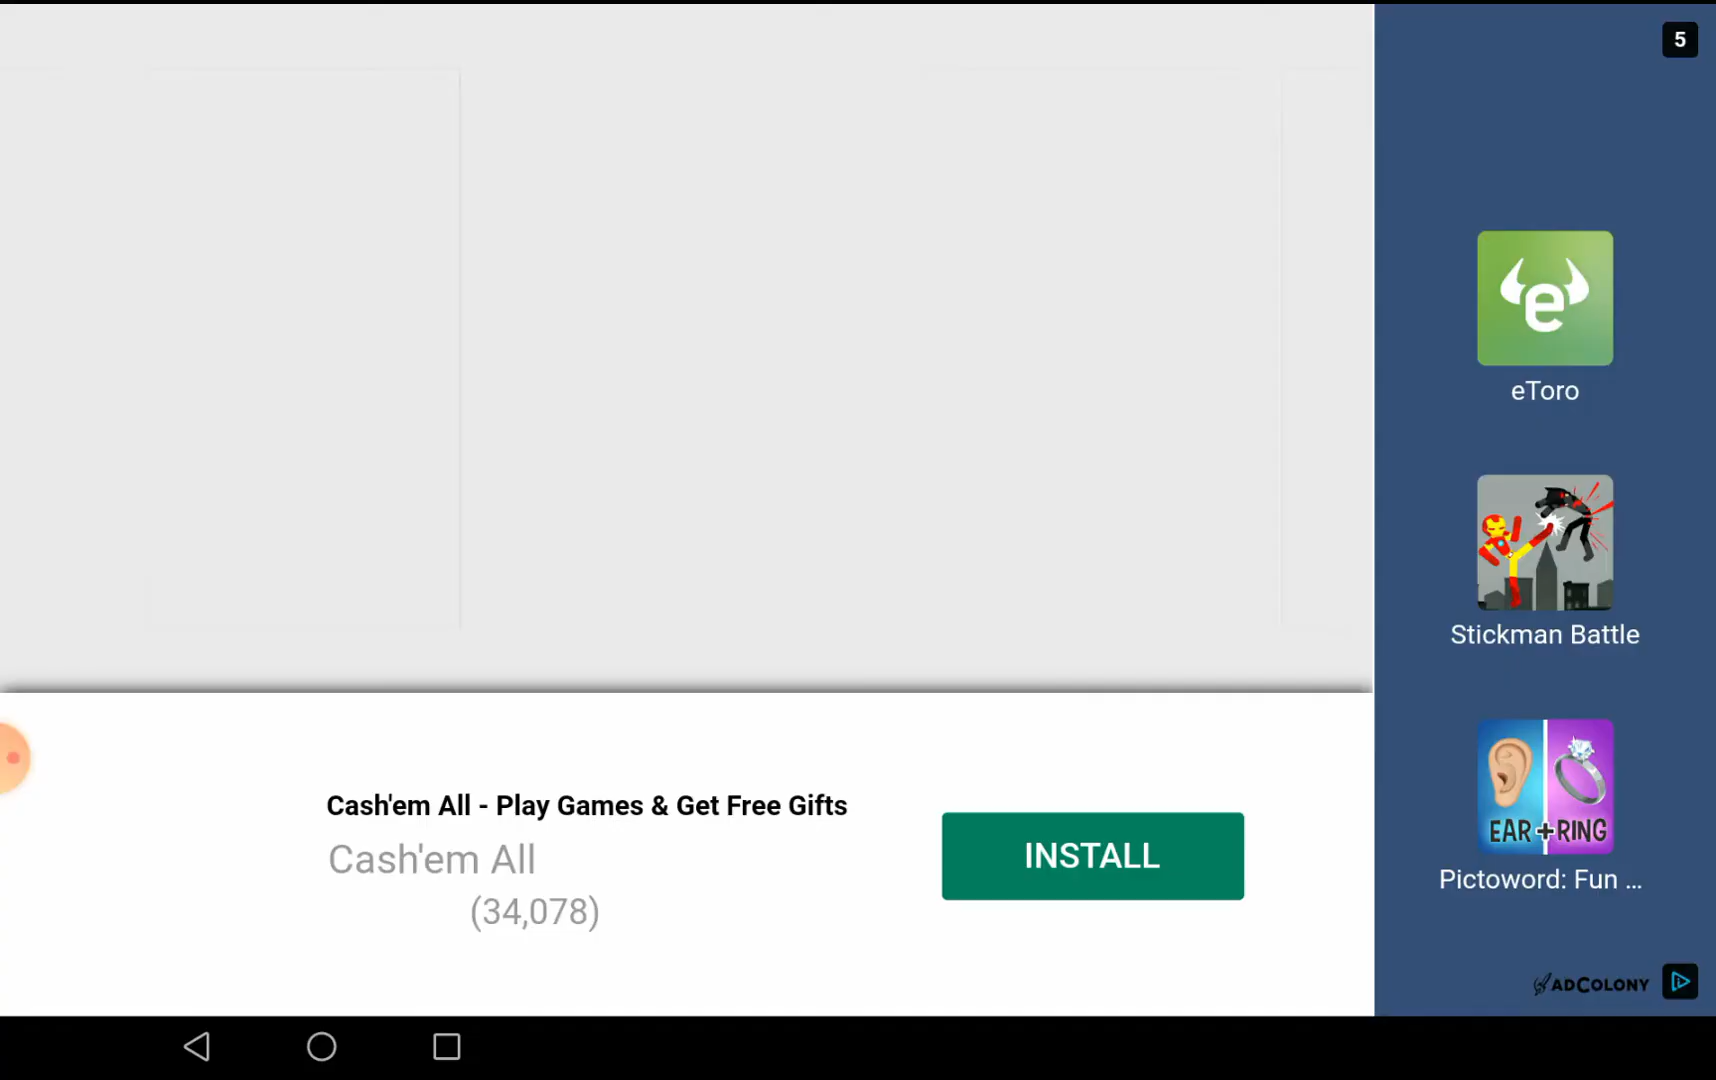 5
eToro
Stickman Battle
EAR+RING
Pictoword: Fun ...
Cash'em All - Play Games & Get Free Gifts
Cash'em All
(34,078)
INSTALL
ADCOLONY